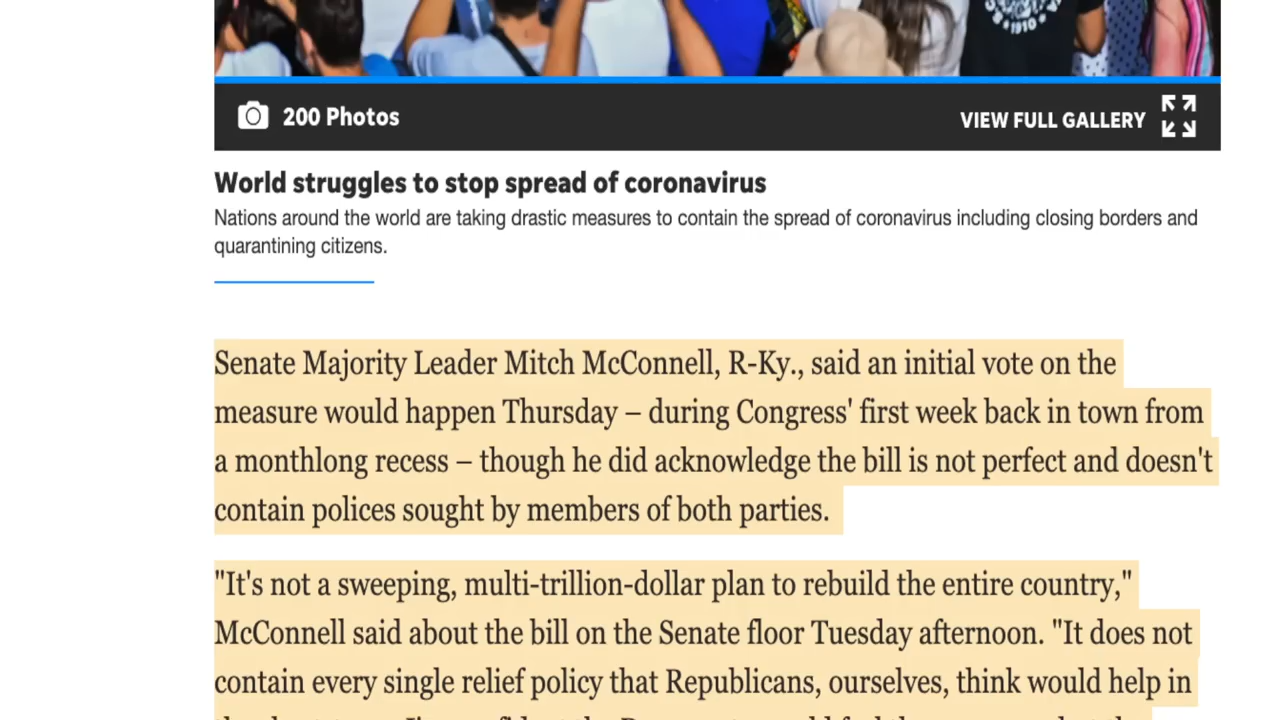 1910
200 Photos
VIEW FULL GALLERY
World struggles to stop spread of coronavirus
Nations around the world are taking drastic measures to contain the spread of coronavirus including closing borders and
quarantining citizens.
Senate Majority Leader Mitch McConnell, R-Ky., said an initial vote on the
measure would happen Thursday – during Congress' first week back in town from
a monthlong recess – though he did acknowledge the bill is not perfect and doesn't
contain polices sought by members of both parties.
"It's not a sweeping, multi-trillion-dollar plan to rebuild the entire country,"
McConnell said about the bill on the Senate floor Tuesday afternoon. "It does not
contain every single relief policy that Republicans, ourselves, think would help in